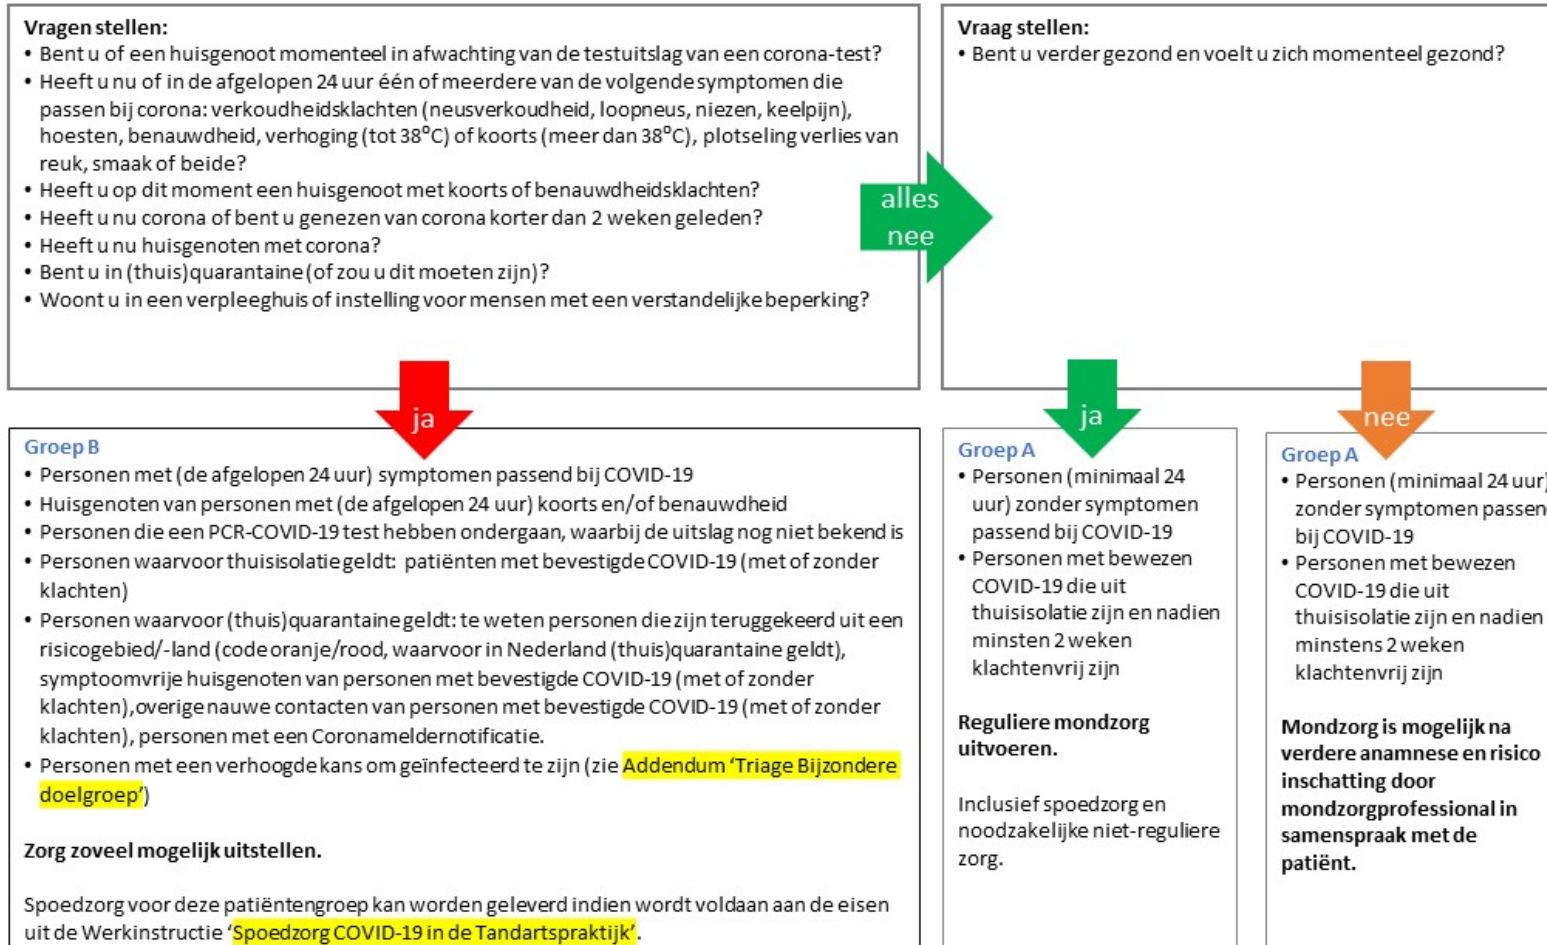 Vragen stellen:
• Bent u of een huisgenoot momenteel in afwachting van de testuitslag van een corona-test?
• Heeft u nu of in de afgelopen 24 uur één of meerdere van de volgende symptomen die
passen bij corona: verkoudheidsklachten (neusverkoudheid, loopneus, niezen, keelpijn),
hoesten, benauwdheid, verhoging (tot 38°C) of koorts (meer dan 38°C), plotseling verlies van
reuk, smaak of beide?
• Heeft u op dit moment een huisgenoot met koorts of benauwdheidsklachten?
• Heeft u nu corona of bent u genezen van corona korter dan 2 weken geleden?
• Heeft u nu huisgenoten met corona?
• Bent u in (thuis)quarantaine (of zou u dit moeten zijn)?
• Woont u in een verpleeghuis of instelling voor mensen met een verstandelijke beperking?
alles
nee
Vraag stellen:
• Bent u verder gezond en voelt u zich momenteel gezond?
ja
ja
nee
Groep B
• Personen met (de afgelopen 24 uur) symptomen passend bij COVID-19
• Huisgenoten van personen met (de afgelopen 24 uur) koorts en/of benauwdheid
• Personen die een PCR-COVID-19 test hebben ondergaan, waarbij de uitslag nog niet bekend is
• Personen waarvoor thuisisolatie geldt: patiënten met bevestigde COVID-19 (met of zonder
klachten)
• Personen waarvoor (thuis)quarantaine geldt: te weten personen die zijn teruggekeerd uit een
risicogebied/-land (code oranje/rood, waarvoor in Nederland (thuis)quarantaine geldt),
symptoomvrije huisgenoten van personen met bevestigde COVID-19 (met of zonder
klachten),overige nauwe contacten van personen met bevestigde COVID-19 (met of zonder
klachten), personen met een Coronameldernotificatie.
• Personen met een verhoogde kans om geïnfecteerd te zijn (zie Addendum ‘Triage Bijzondere
doelgroep’)
Zorg zoveel mogelijk uitstellen.
Spoedzorg voor deze patiëntengroep kan worden geleverd indien wordt voldaan aan de eisen
uit de Werkinstructie ‘Spoedzorg COVID-19 in de Tandartspraktijk’.
Groep A
• Personen (minimaal 24
uur) zonder symptomen
passend bij COVID-19
• Personen met bewezen
COVID-19 die uit
thuisisolatie zijn en nadien
minsten 2 weken
klachtenvrij zijn
Reguliere mondzorg
uitvoeren.
Inclusief spoedzorg en
noodzakelijke niet-reguliere
zorg.
Groep A
• Personen (minimaal 24 uur)
zonder symptomen passend
bij COVID-19
• Personen met bewezen
COVID-19 die uit
thuisisolatie zijn en nadien
minstens 2 weken
klachtenvrij zijn
Mondzorg is mogelijk na
verdere anamnese en risico
inschatting door
mondzorgprofessional in
samenspraak met de
patiënt.